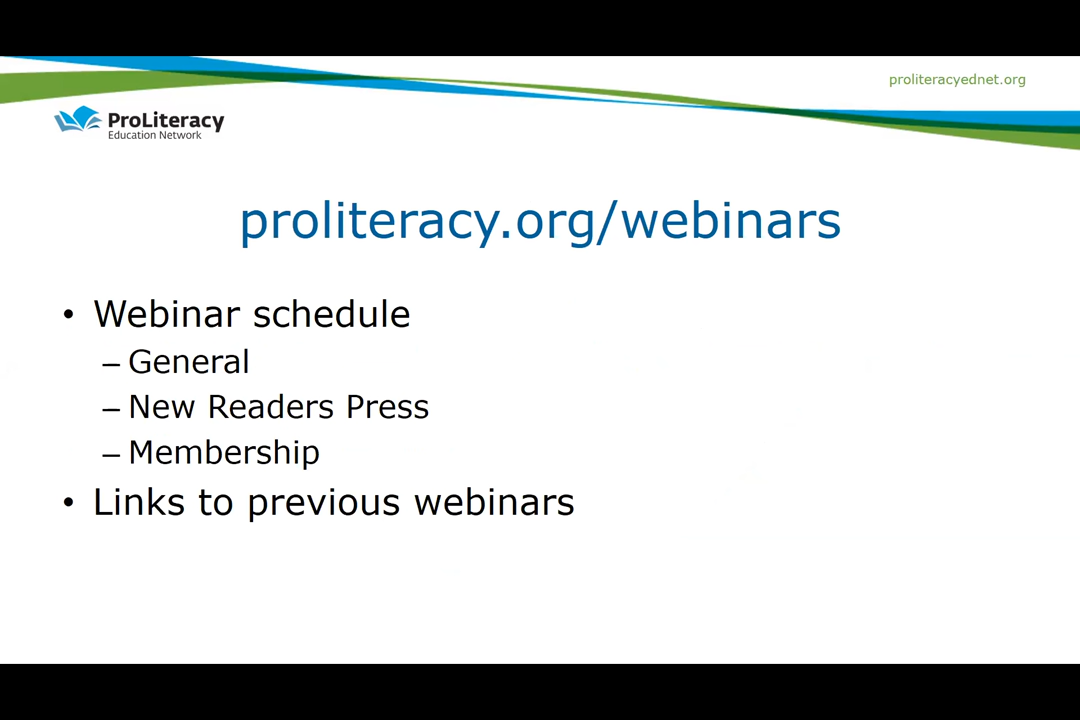 proliteracyednet.org
ProLiteracy
Education Network
proliteracy.org/webinars
• Webinar schedule
– General
– New Readers Press
– Membership
• Links to previous webinars